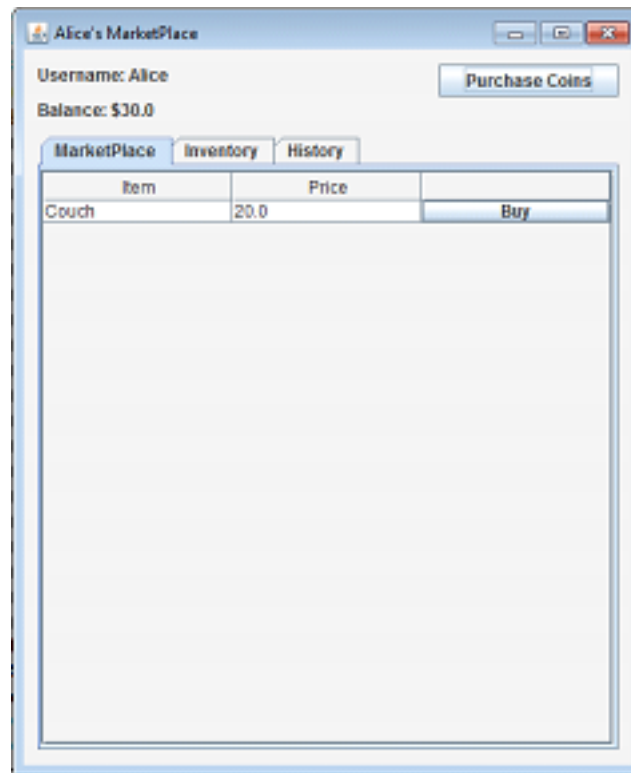 Alice's MarketPlace
Username: Alice
Purchase Coins
Balance: $30.0
MarketPlace Inventory History
Item Price
Couch 20.0 Buy